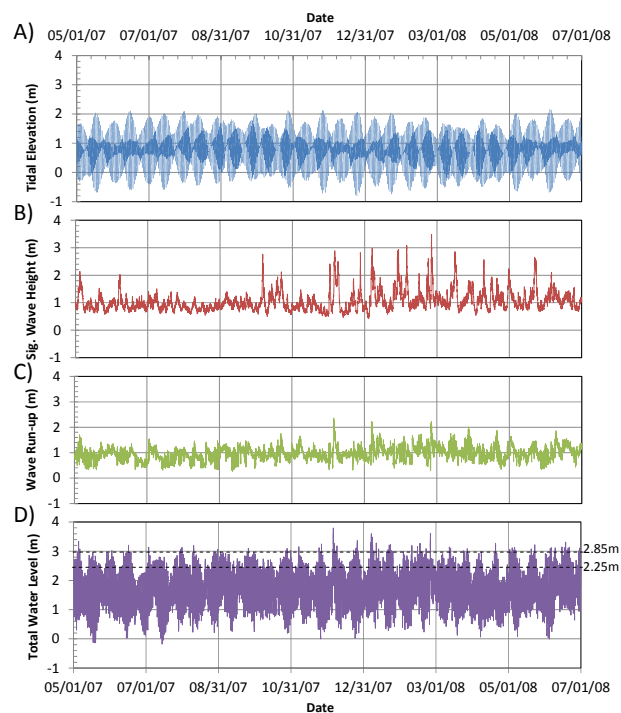 Date
A)
05/01/07 07/01/07 08/31/07 10/31/07 12/31/07 03/01/08 05/01/08 07/01/08
Tidal Elevation (m)
4
3
2
1
0
-1
B)
Sig. Wave Height (m)
4
3
2
1
0
-1
C)
Wave Run-up (m)
4
3
2
1
0
-1
D)
Total Water Level (m)
4
3
2
1
0
-1
2.85m
2.25m
05/01/07 07/01/07 08/31/07 10/31/07 12/31/07 03/01/08 05/01/08 07/01/08
Date